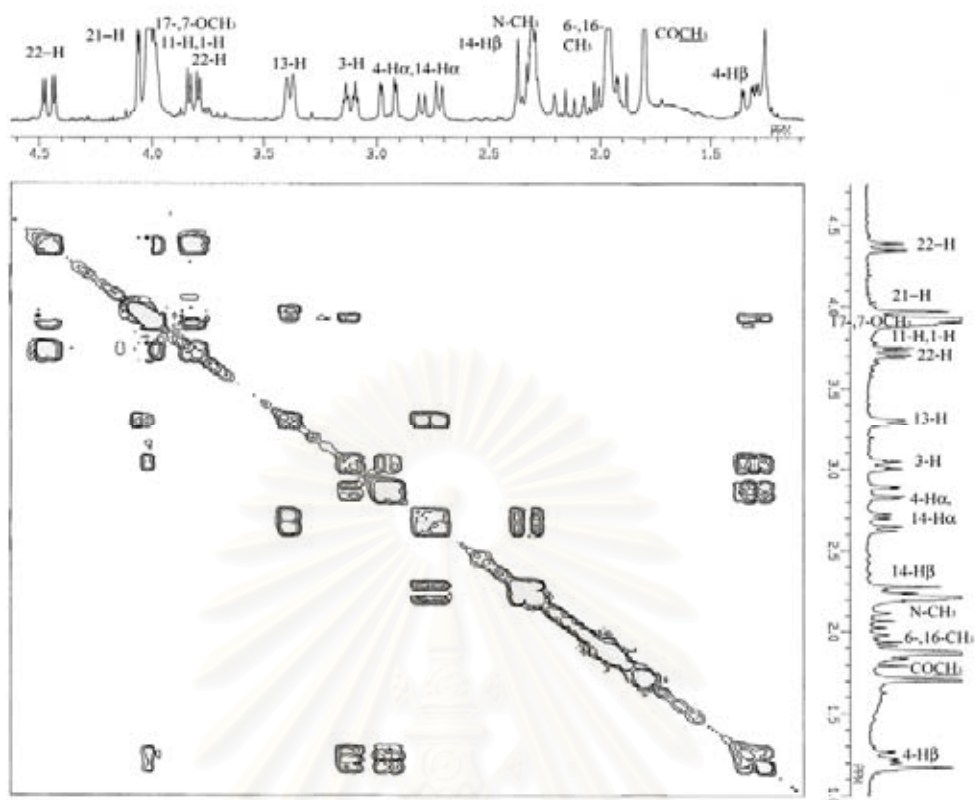 22-H
21-H
17-,7-OCH3
11-H,1-H
22-H
13-H
3-H
4-Hα,14-Hα
14-Hβ
N-CH3
6-,16-
CH3
COCH3
4-Hβ
PPM
4.5
4.0
3.5
3.0
2.5
2.0
1.5
4.5
22-H
21-H
4.0
17-,7-OCH3
11-H,1-H
22-H
3.5
13-H
3-H
3.0
4-Hα,
14-Hα
2.5
14-Hβ
N-CH3
2.0
6-,16-CH3
COCH3
1.5
4-Hβ
PPM